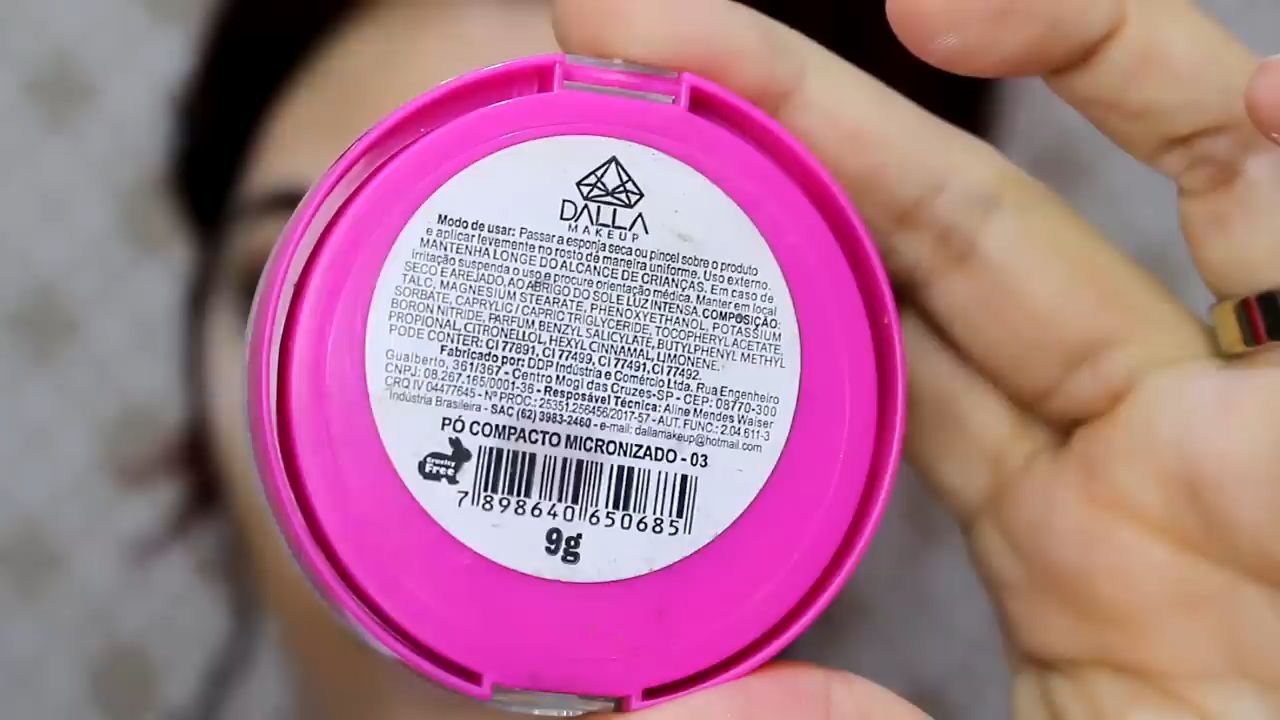 DALLA
MAKEUP
Modo de usar: Passar a esponja seca ou pincel sobre o produto
e aplicar levemente no rosto de maneira uniforme. Uso externo.
MANTENHA LONGE DO ALCANCE DE CRIANÇAS. Em caso de
irritação suspenda o uso e procure orientação médica. Manter em local
SECO E AREJADO, AO ABRIGO DO SOL E LUZ INTENSA. COMPOSIÇÃO:
TALC, MAGNESIUM STEARATE, PHENOXYETHANOL, POTASSIUM
SORBATE, CAPRYLIC / CAPRIC TRIGLYCERIDE, TOCOPHERYL ACETATE,
BORON NITRIDE, PARFUM, BENZYL SALICYLATE, BUTYLPHENYL METHYL
PROPIONAL, CITRONELLOL, HEXYL CINNAMAL, LIMONENE.
PODE CONTER: CI 77891, CI 77499, CI 77491, CI 77492.
Fabricado por: DDP Indústria e Comércio Ltda. Rua Engenheiro
Gualberto, 361/367 - Centro Mogi das Cruzes-SP - CEP: 08770-300
CNPJ: 08.267.165/0001-36 - Resposável Técnica: Aline Mendes Waiser
CRQ IV 04477645 - Nº PROC.: 25351.256456/2017-57 - AUT. FUNC.: 2.04.611-3
Indústria Brasileira - SAC (62) 3983-2460 - e-mail: dallamakeup@hotmail.com
PÓ COMPACTO MICRONIZADO - 03
Cruelty
Free
7 898640 650685
9g